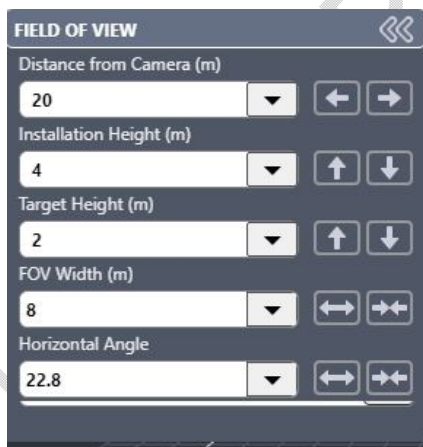 FIELD OF VIEW
Distance from Camera (m)
20
Installation Height (m)
4
Target Height (m)
2
FOV Width (m)
8
Horizontal Angle
22.8